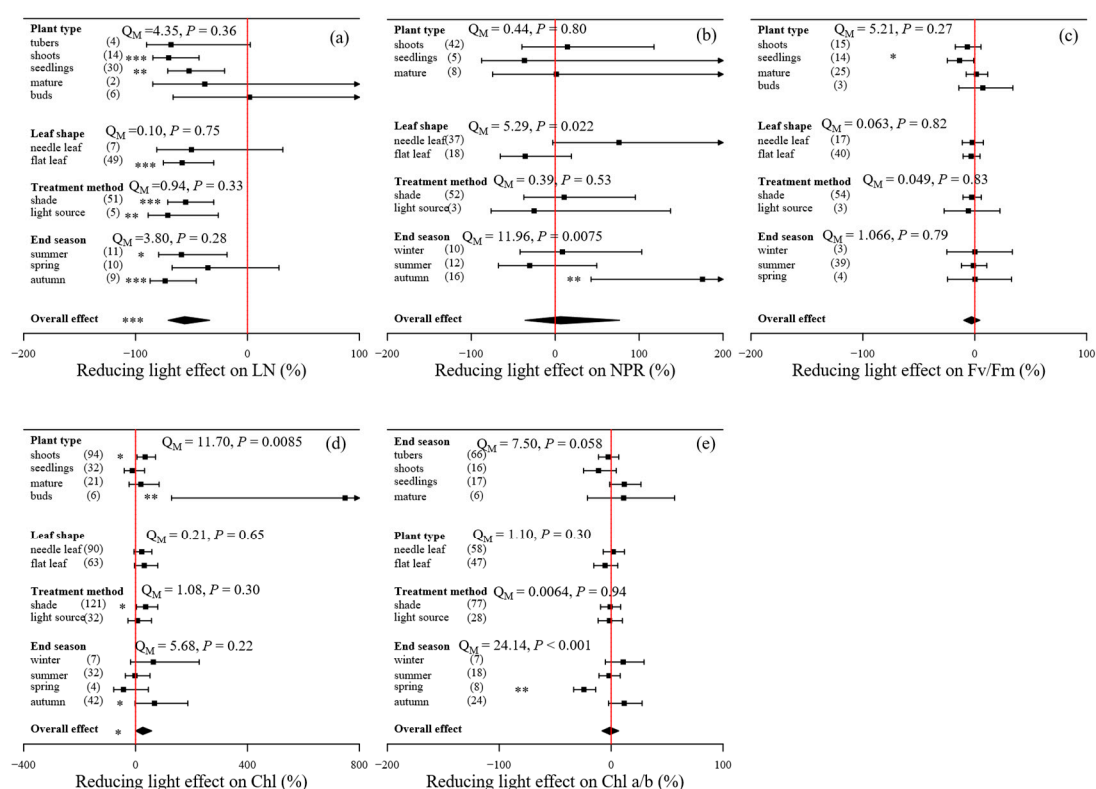 (a)
Plant type Q_M =4.35, P = 0.36
tubers (4)
shoots (14) ***
seedlings (30) **
mature (2)
buds (6)
Leaf shape Q_M =0.10, P = 0.75
needle leaf (7)
flat leaf (49) ***
Treatment method Q_M =0.94, P = 0.33
shade (51) ***
light source (5) **
End season Q_M =3.80, P = 0.28
summer (11) *
spring (10)
autumn (9) ***
Overall effect ***
−200 −100 0 100
Reducing light effect on LN (%)
(b)
Plant type Q_M = 0.44, P = 0.80
shoots (42)
seedlings (5)
mature (8)
Leaf shape Q_M = 5.29, P = 0.022
needle leaf (37)
flat leaf (18)
Treatment method Q_M = 0.39, P = 0.53
shade (52)
light source (3)
End season Q_M = 11.96, P = 0.0075
winter (10)
summer (12)
autumn (16) **
Overall effect
−200 −100 0 100 200
Reducing light effect on NPR (%)
(c)
Plant type Q_M = 5.21, P = 0.27
shoots (15)
seedlings (14) *
mature (25)
buds (3)
Leaf shape Q_M = 0.063, P = 0.82
needle leaf (17)
flat leaf (40)
Treatment method Q_M = 0.049, P = 0.83
shade (54)
light source (3)
End season Q_M = 1.066, P = 0.79
winter (3)
summer (39)
spring (4)
Overall effect
−200 −100 0 100
Reducing light effect on Fv/Fm (%)
(d)
Plant type Q_M = 11.70, P = 0.0085
shoots (94) *
seedlings (32)
mature (21)
buds (6) **
Leaf shape Q_M = 0.21, P = 0.65
needle leaf (90)
flat leaf (63)
Treatment method Q_M = 1.08, P = 0.30
shade (121) *
light source (32)
End season Q_M = 5.68, P = 0.22
winter (7)
summer (32)
spring (4)
autumn (42) *
Overall effect *
−400 0 400 800
Reducing light effect on Chl (%)
(e)
End season Q_M = 7.50, P = 0.058
tubers (66)
shoots (16)
seedlings (17)
mature (6)
Plant type Q_M = 1.10, P = 0.30
needle leaf (58)
flat leaf (47)
Treatment method Q_M = 0.0064, P = 0.94
shade (77)
light source (28)
End season Q_M = 24.14, P < 0.001
winter (7)
summer (18)
spring (8) **
autumn (24)
Overall effect
−200 −100 0 100
Reducing light effect on Chl a/b (%)